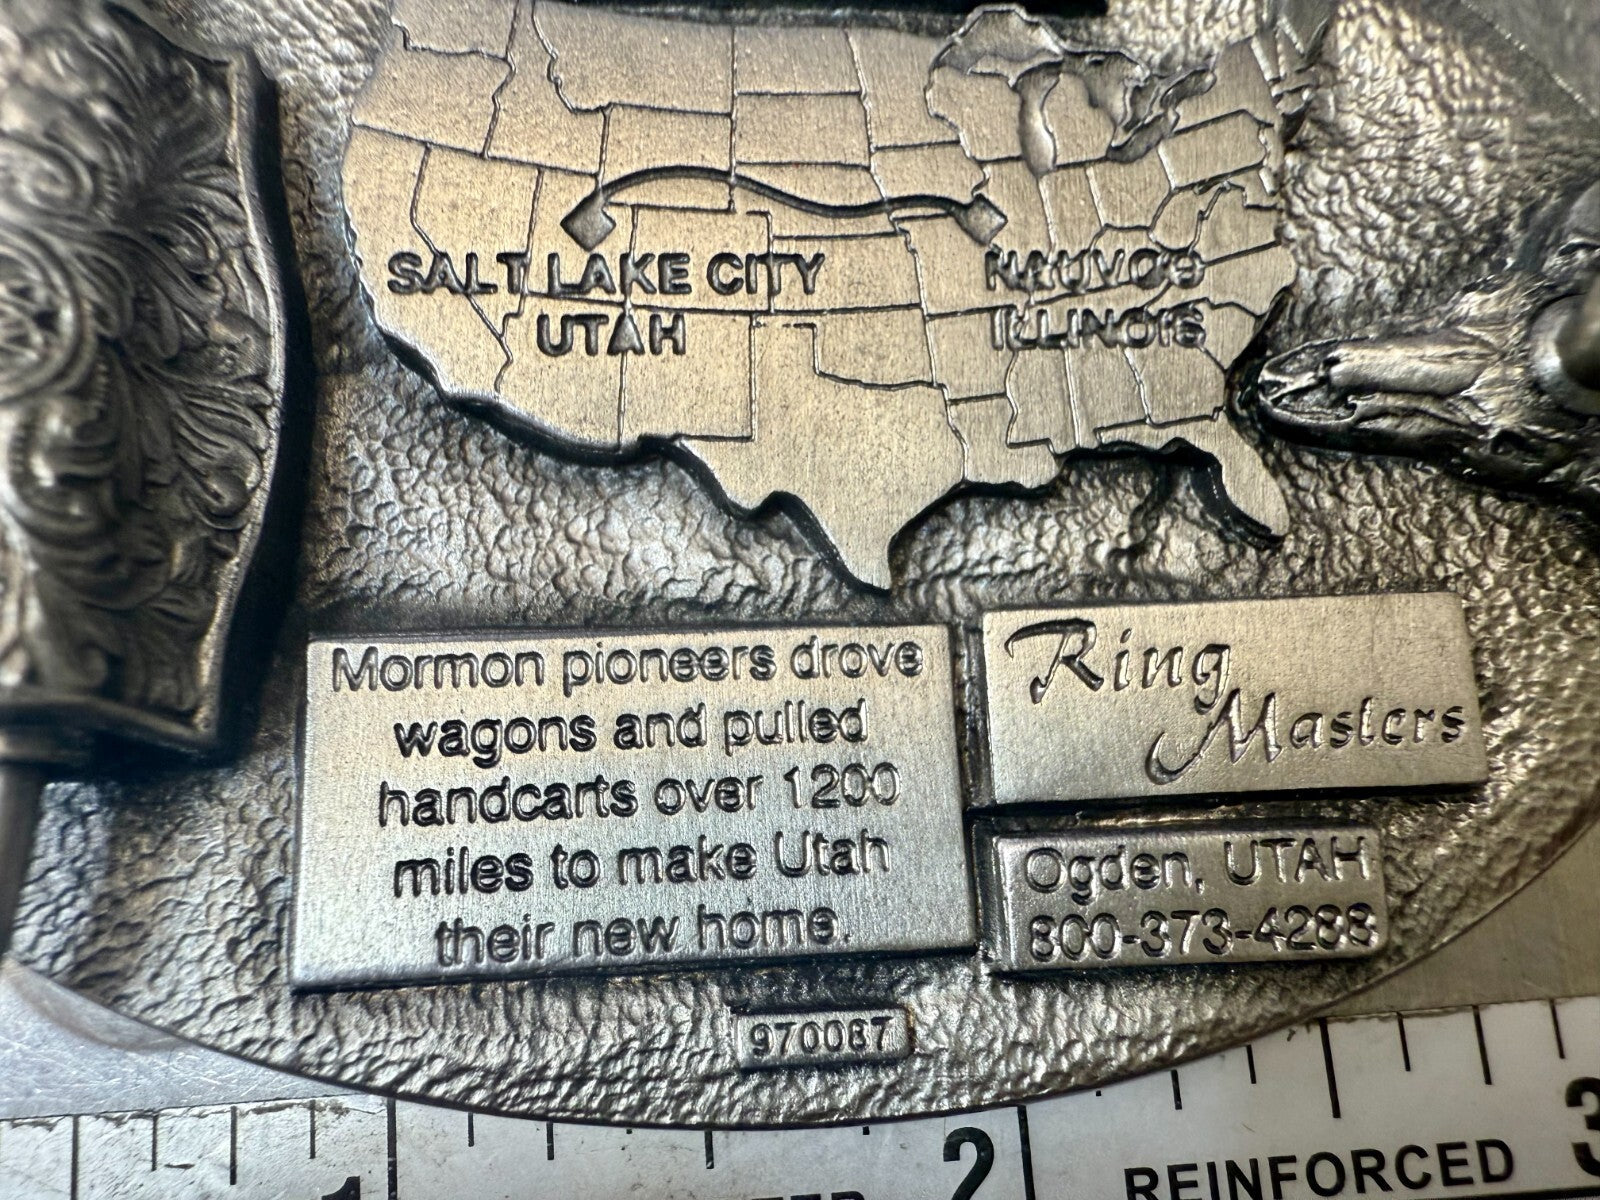 SALT LAKE CITY
UTAH
NAUVOO
ILLINOIS
Mormon pioneers drove
wagons and pulled
handcarts over 1200
miles to make Utah
their new home.
Ring
Masters
Ogden, UTAH
800-373-4288
970087
1
2
3
REINFORCED